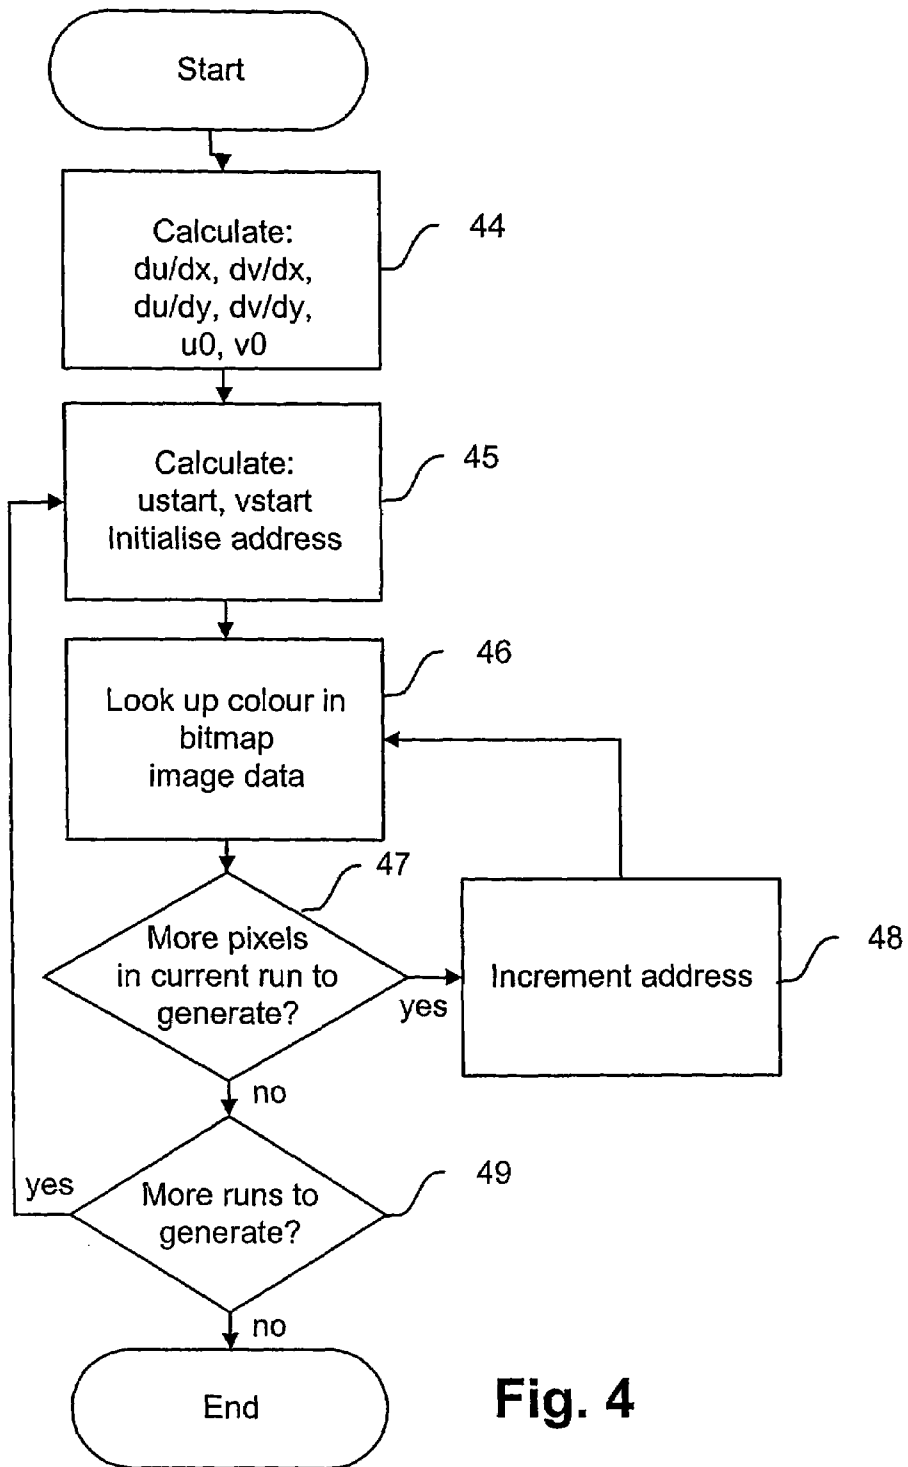 Start
Calculate:
du/dx, dv/dx,
du/dy, dv/dy,
u0, v0
44
Calculate:
ustart, vstart
Initialise address
45
Look up colour in
bitmap
image data
46
More pixels
in current run to
generate?
47
yes
Increment address
48
no
More runs to
generate?
49
yes
no
End
Fig. 4